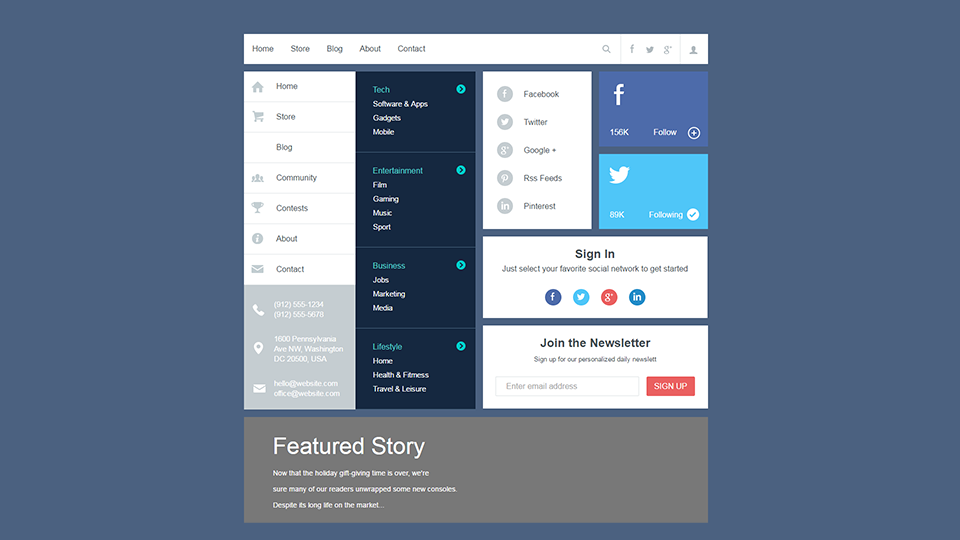 Home Store Blog About Contact
Home
Store
Blog
Community
Contests
About
Contact
(912) 555-1234
(912) 555-5678
1600 Pennsylvania
Ave NW, Washington
DC 20500, USA
hello@website.com
office@website.com
Tech
Software & Apps
Gadgets
Mobile
Entertainment
Film
Gaming
Music
Sport
Business
Jobs
Marketing
Media
Lifestyle
Home
Health & Fitness
Travel & Leisure
Facebook
Twitter
Google +
Rss Feeds
Pinterest
156K Follow
89K Following
Sign In
Just select your favorite social network to get started
Join the Newsletter
Sign up for our personalized daily newslett
Enter email address SIGN UP
Featured Story
Now that the holiday gift-giving time is over, we're
sure many of our readers unwrapped some new consoles.
Despite its long life on the market...